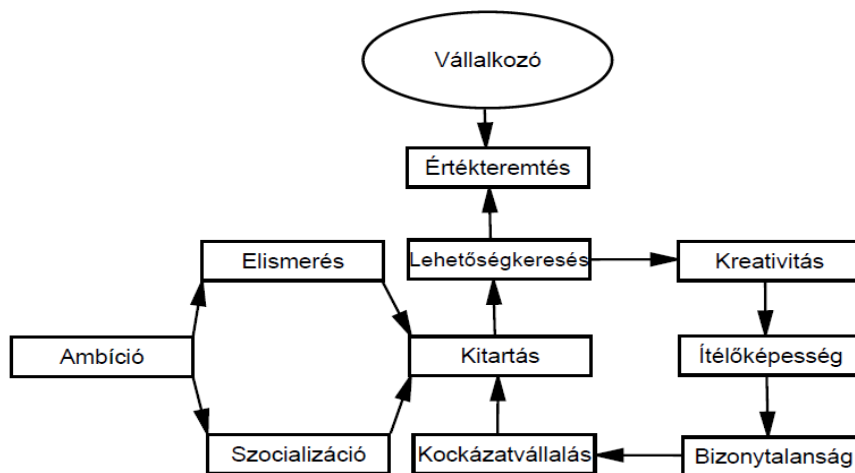 Vállalkozó
Értékteremtés
Elismerés
Lehetőségkeresés
Kreativitás
Ambíció
Kitartás
Ítélőképesség
Szocializáció
Kockázatvállalás
Bizonytalanság